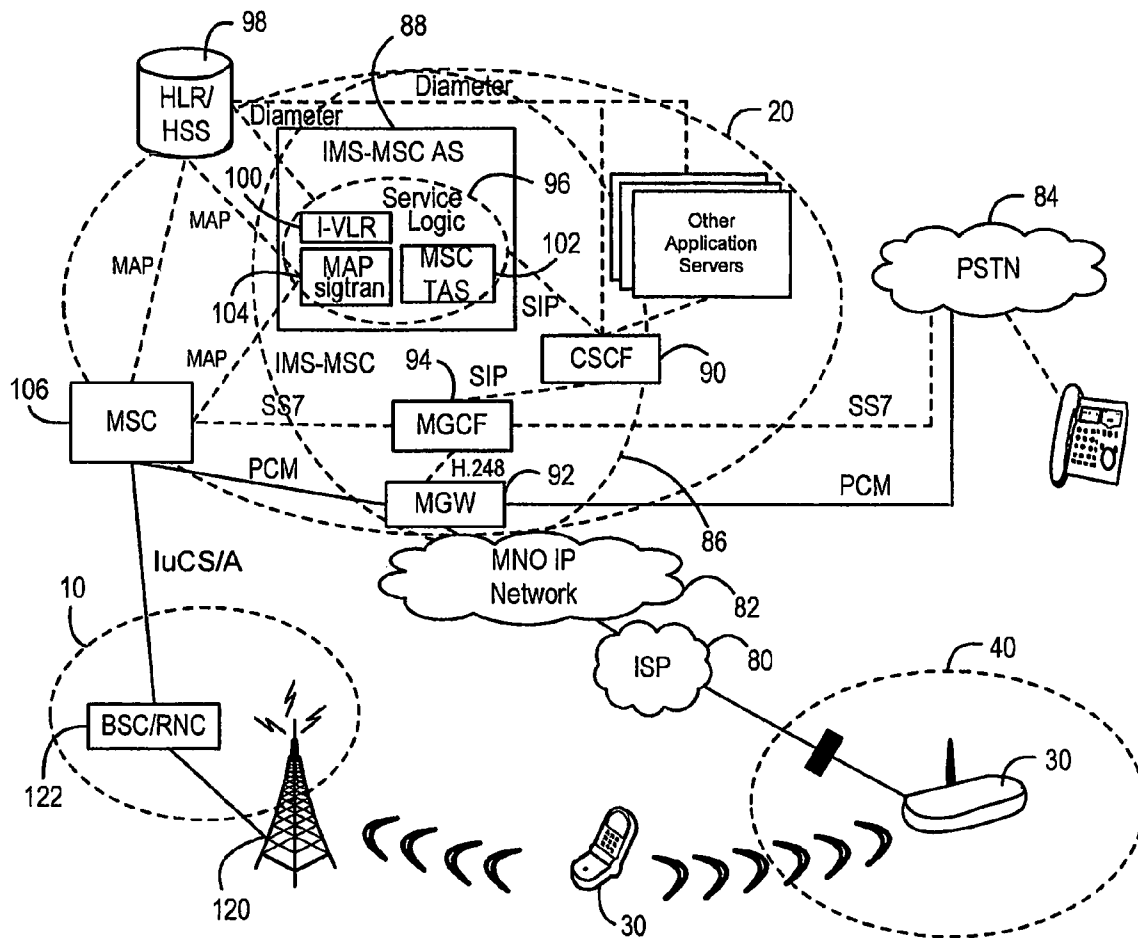 98
88
Diameter
HLR/
HSS
Diameter
20
IMS-MSC AS
100
Service
Logic
96
84
I-VLR
MAP
Other
Application
Servers
MAP
sigtran
MSC
TAS
102
PSTN
MAP
104
SIP
MAP
IMS-MSC
94
CSCF
90
106
SIP
MSC
SS7
MGCF
SS7
PCM
H.248
92
MGW
PCM
86
IuCS/A
MNO IP
Network
82
10
ISP
80
40
BSC/RNC
30
122
120
30